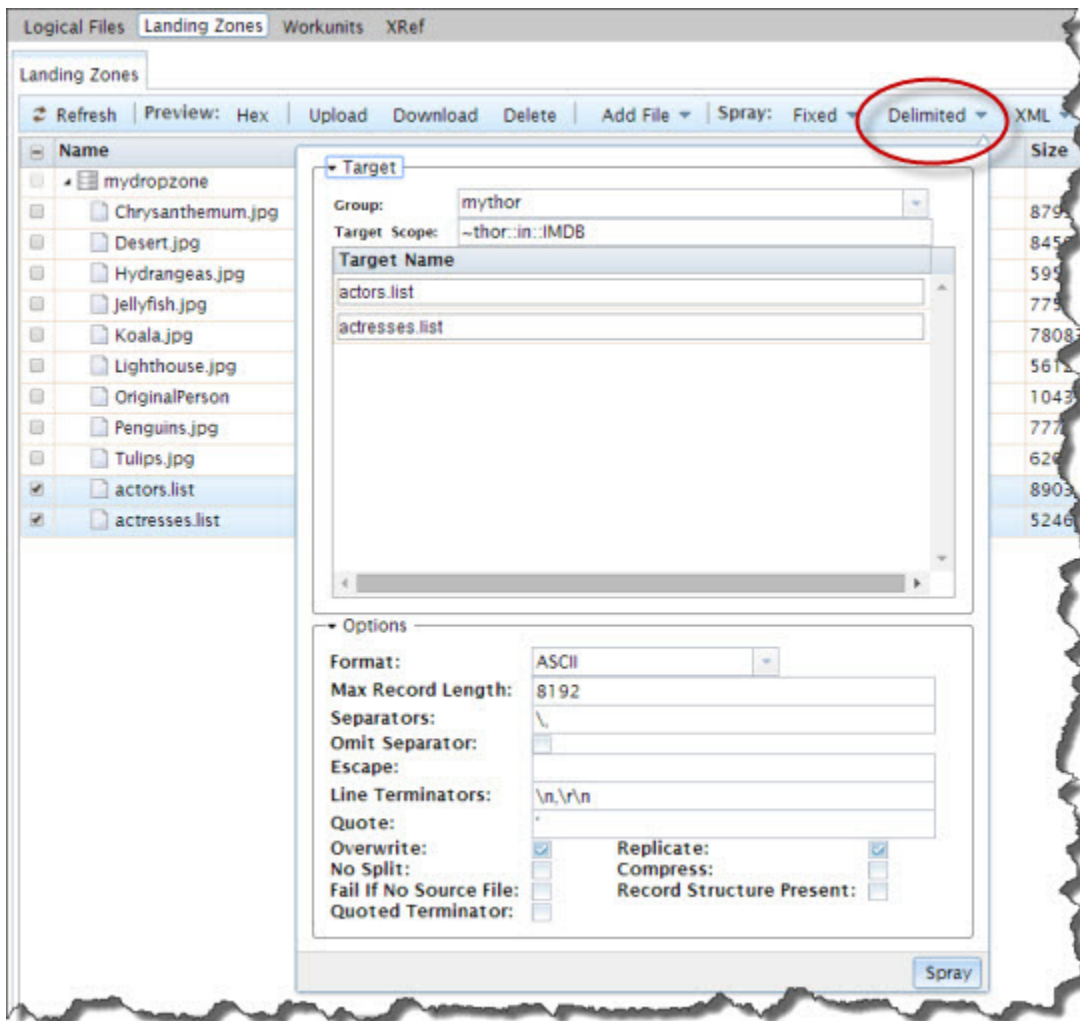 Logical Files Landing Zones Workunits XRef
Landing Zones
Refresh Preview: Hex Upload Download Delete Add File Spray: Fixed Delimited XML
Name Size
mydropzone
Chrysanthemum.jpg
Desert.jpg
Hydrangeas.jpg
Jellyfish.jpg
Koala.jpg
Lighthouse.jpg
OriginalPerson
Penguins.jpg
Tulips.jpg
actors.list
actresses.list
Target
Group: mythor
Target Scope: ~thor::in::IMDB
Target Name
actors.list
actresses.list
Options
Format: ASCII
Max Record Length: 8192
Separators: \,
Omit Separator:
Escape:
Line Terminators: \n,\r\n
Quote: '
Overwrite: Replicate:
No Split: Compress:
Fail If No Source File: Record Structure Present:
Quoted Terminator:
Spray